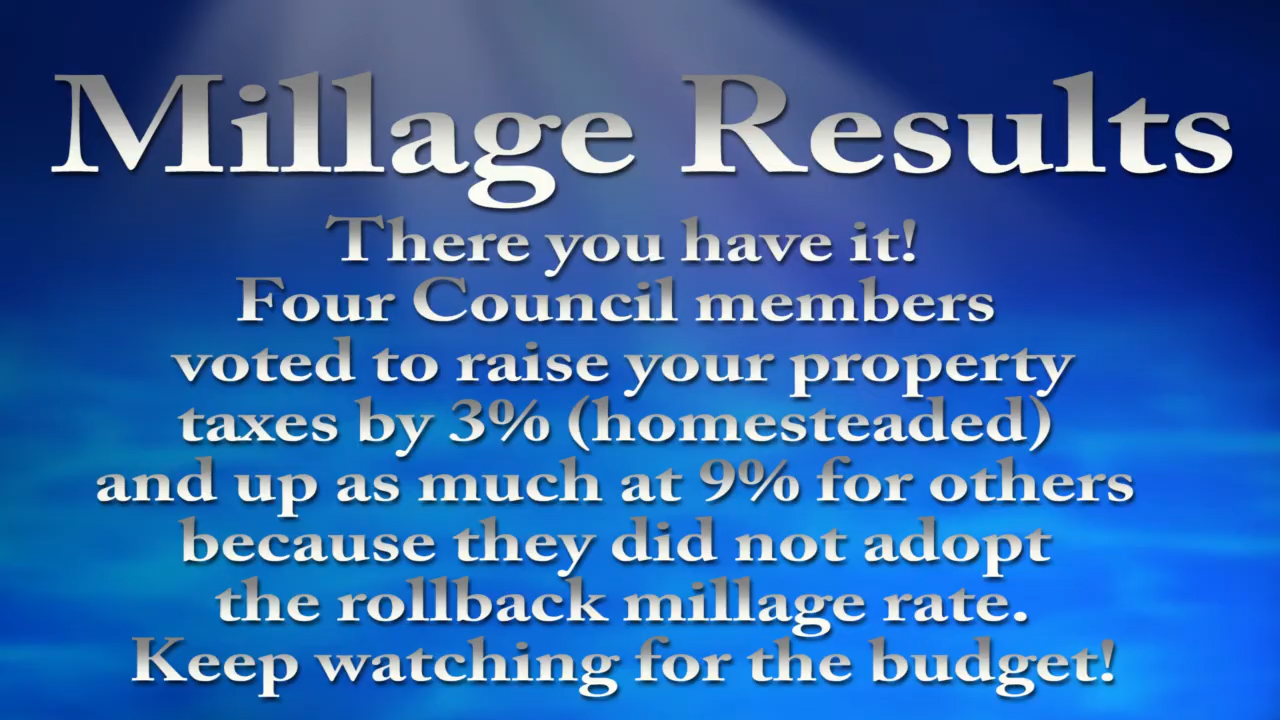 Millage Results
There you have it!
Four Council members
voted to raise your property
taxes by 3% (homesteaded)
and up as much at 9% for others
because they did not adopt
the rollback millage rate.
Keep watching for the budget!